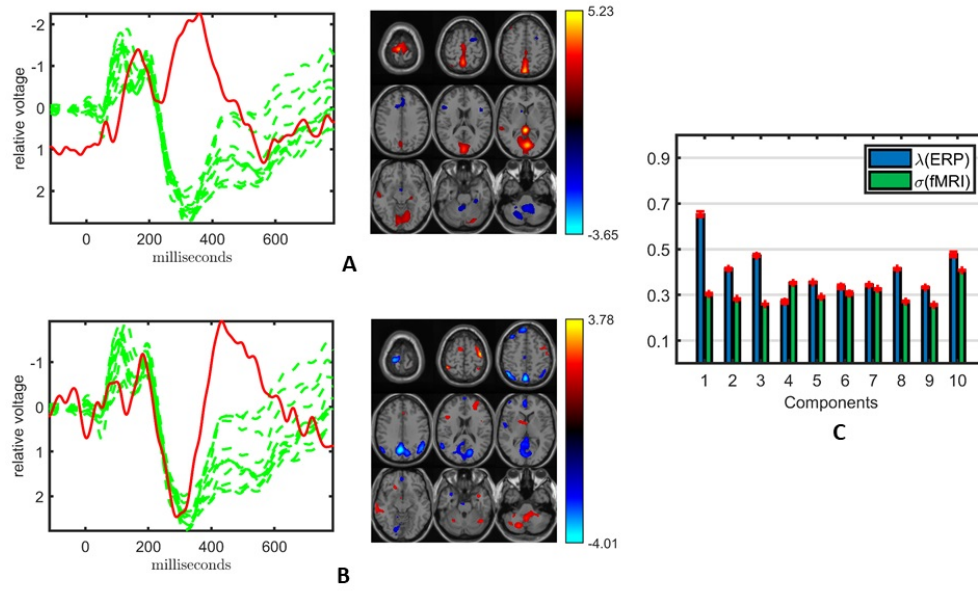 -2
-1
0
1
2
relative voltage
0
200
400
600
milliseconds
5.23
-3.65
A
-1
0
1
2
relative voltage
0
200
400
600
milliseconds
3.78
-4.01
B
λ(ERP)
σ(fMRI)
0.9
0.7
0.5
0.3
0.1
1 2 3 4 5 6 7 8 9 10
Components
C